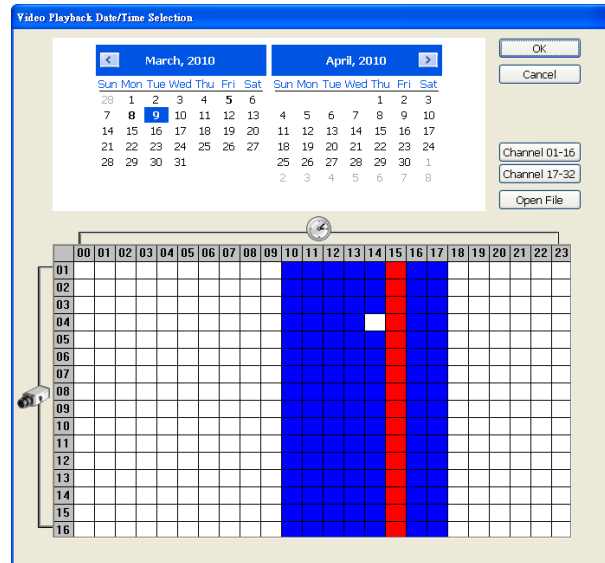 Video Playback Date/Time Selection
March, 2010 April, 2010
Sun Mon Tue Wed Thu Fri Sat Sun Mon Tue Wed Thu Fri Sat
28 1 2 3 4 5 6 1 2 3
7 8 9 10 11 12 13 4 5 6 7 8 9 10
14 15 16 17 18 19 20 11 12 13 14 15 16 17
21 22 23 24 25 26 27 18 19 20 21 22 23 24
28 29 30 31 25 26 27 28 29 30 1
2 3 4 5 6 7 8
OK
Cancel
Channel 01-16
Channel 17-32
Open File
00 01 02 03 04 05 06 07 08 09 10 11 12 13 14 15 16 17 18 19 20 21 22 23
01
02
03
04
05
06
07
08
09
10
11
12
13
14
15
16